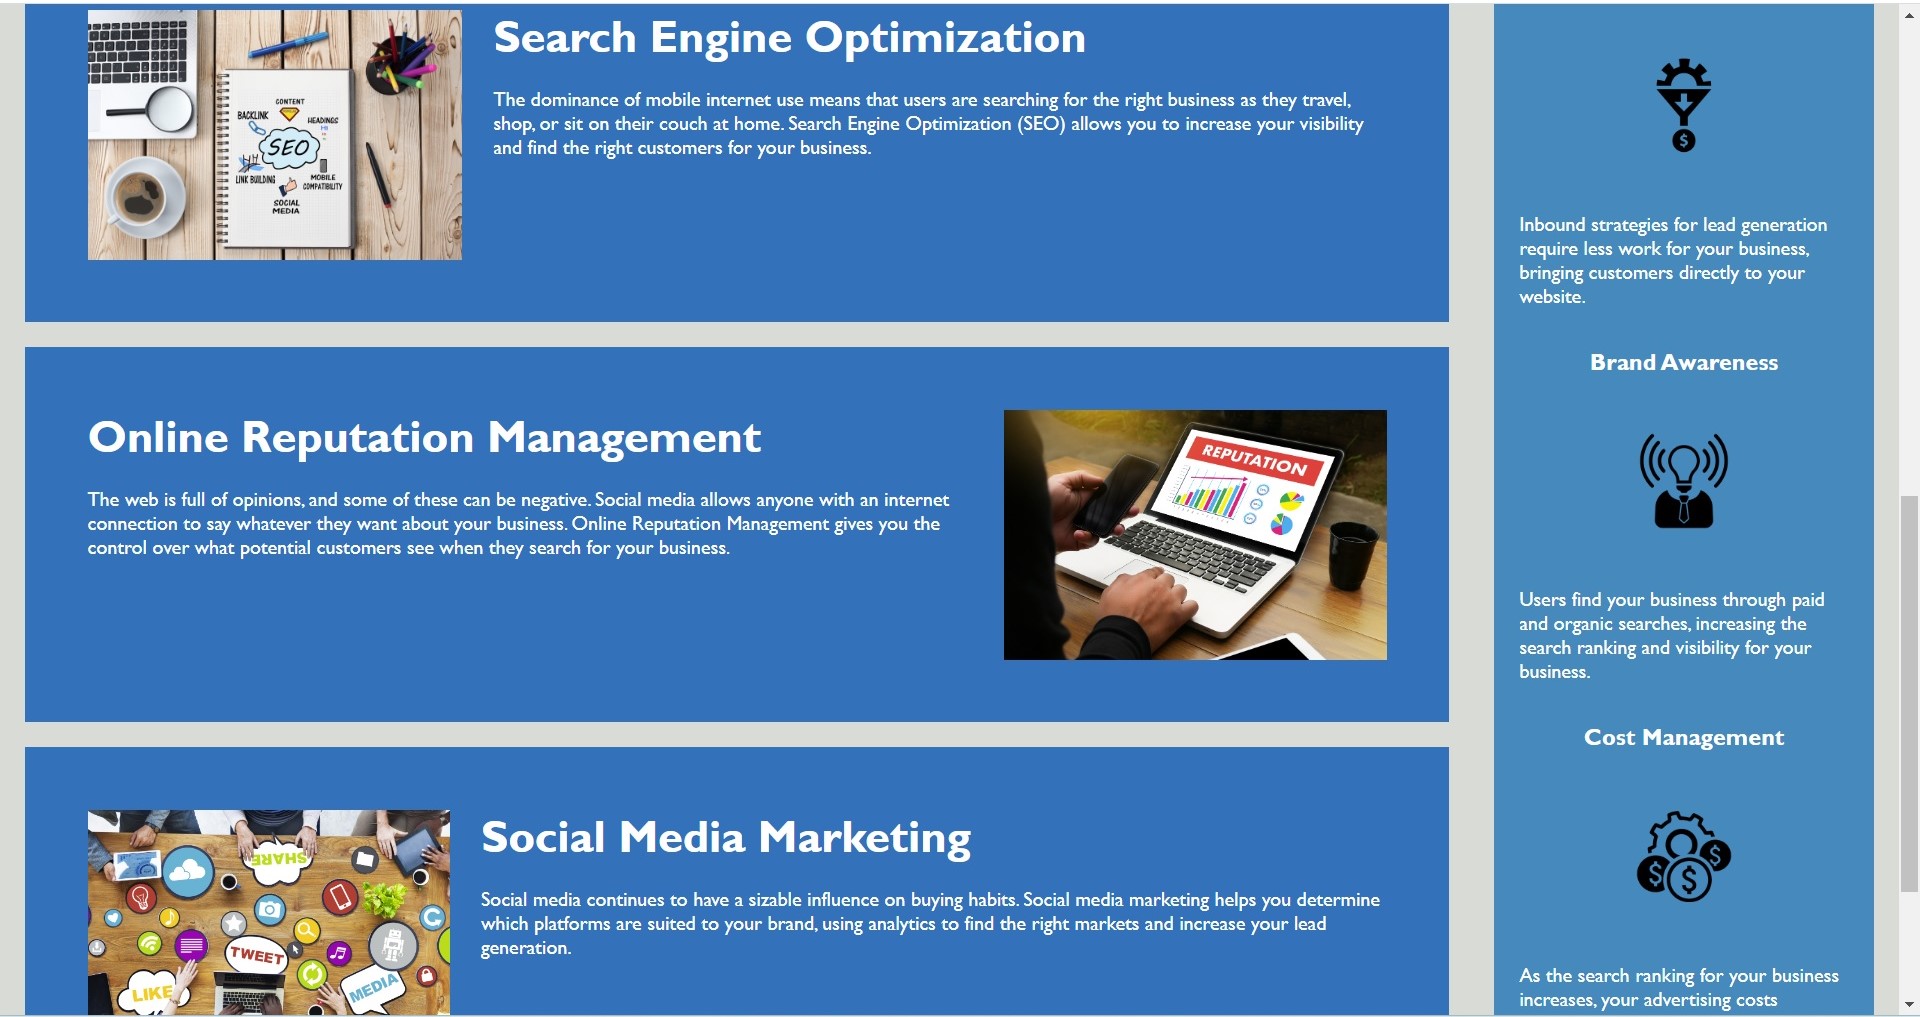 Search Engine Optimization
The dominance of mobile internet use means that users are searching for the right business as they travel,
shop, or sit on their couch at home. Search Engine Optimization (SEO) allows you to increase your visibility
and find the right customers for your business.
CONTENT
BACKLINK
HEADINGS
H1
SEO
LINK BUILDING
MOBILE
COMPATIBILITY
SOCIAL
MEDIA
Online Reputation Management
The web is full of opinions, and some of these can be negative. Social media allows anyone with an internet
connection to say whatever they want about your business. Online Reputation Management gives you the
control over what potential customers see when they search for your business.
REPUTATION
Social Media Marketing
Social media continues to have a sizable influence on buying habits. Social media marketing helps you determine
which platforms are suited to your brand, using analytics to find the right markets and increase your lead
generation.
SHARE
TWEET
LIKE
MEDIA
$
Inbound strategies for lead generation
require less work for your business,
bringing customers directly to your
website.
Brand Awareness
Users find your business through paid
and organic searches, increasing the
search ranking and visibility for your
business.
Cost Management
$
$
$
As the search ranking for your business
increases, your advertising costs